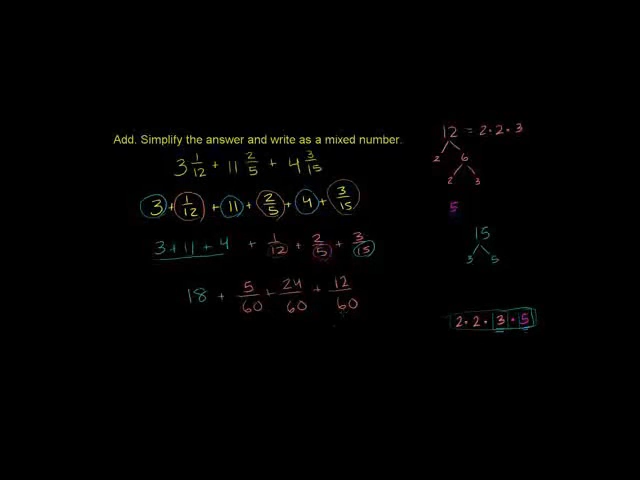 Add. Simplify the answer and write as a mixed number.
3 1/12 + 11 2/5 + 4 3/15
3 + 1/12 + 11 + 2/5 + 4 + 3/15
3 + 11 + 4 + 1/12 + 2/5 + 3/15
18 + 5/60 + 24/60 + 12/60
12 = 2 · 2 · 3
2 6
2 3
5
15
3 5
2 · 2 · 3 · 5